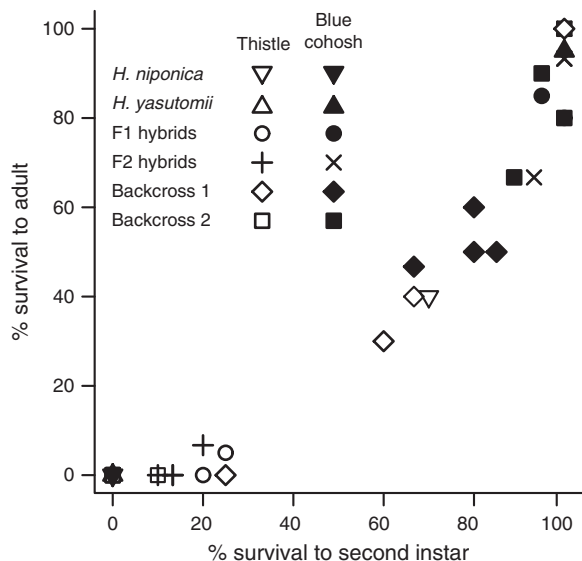 Thistle
Blue
cohosh
H. niponica
H. yasutomii
F1 hybrids
F2 hybrids
Backcross 1
Backcross 2
100
80
60
40
20
0
% survival to adult
0 20 40 60 80 100
% survival to second instar